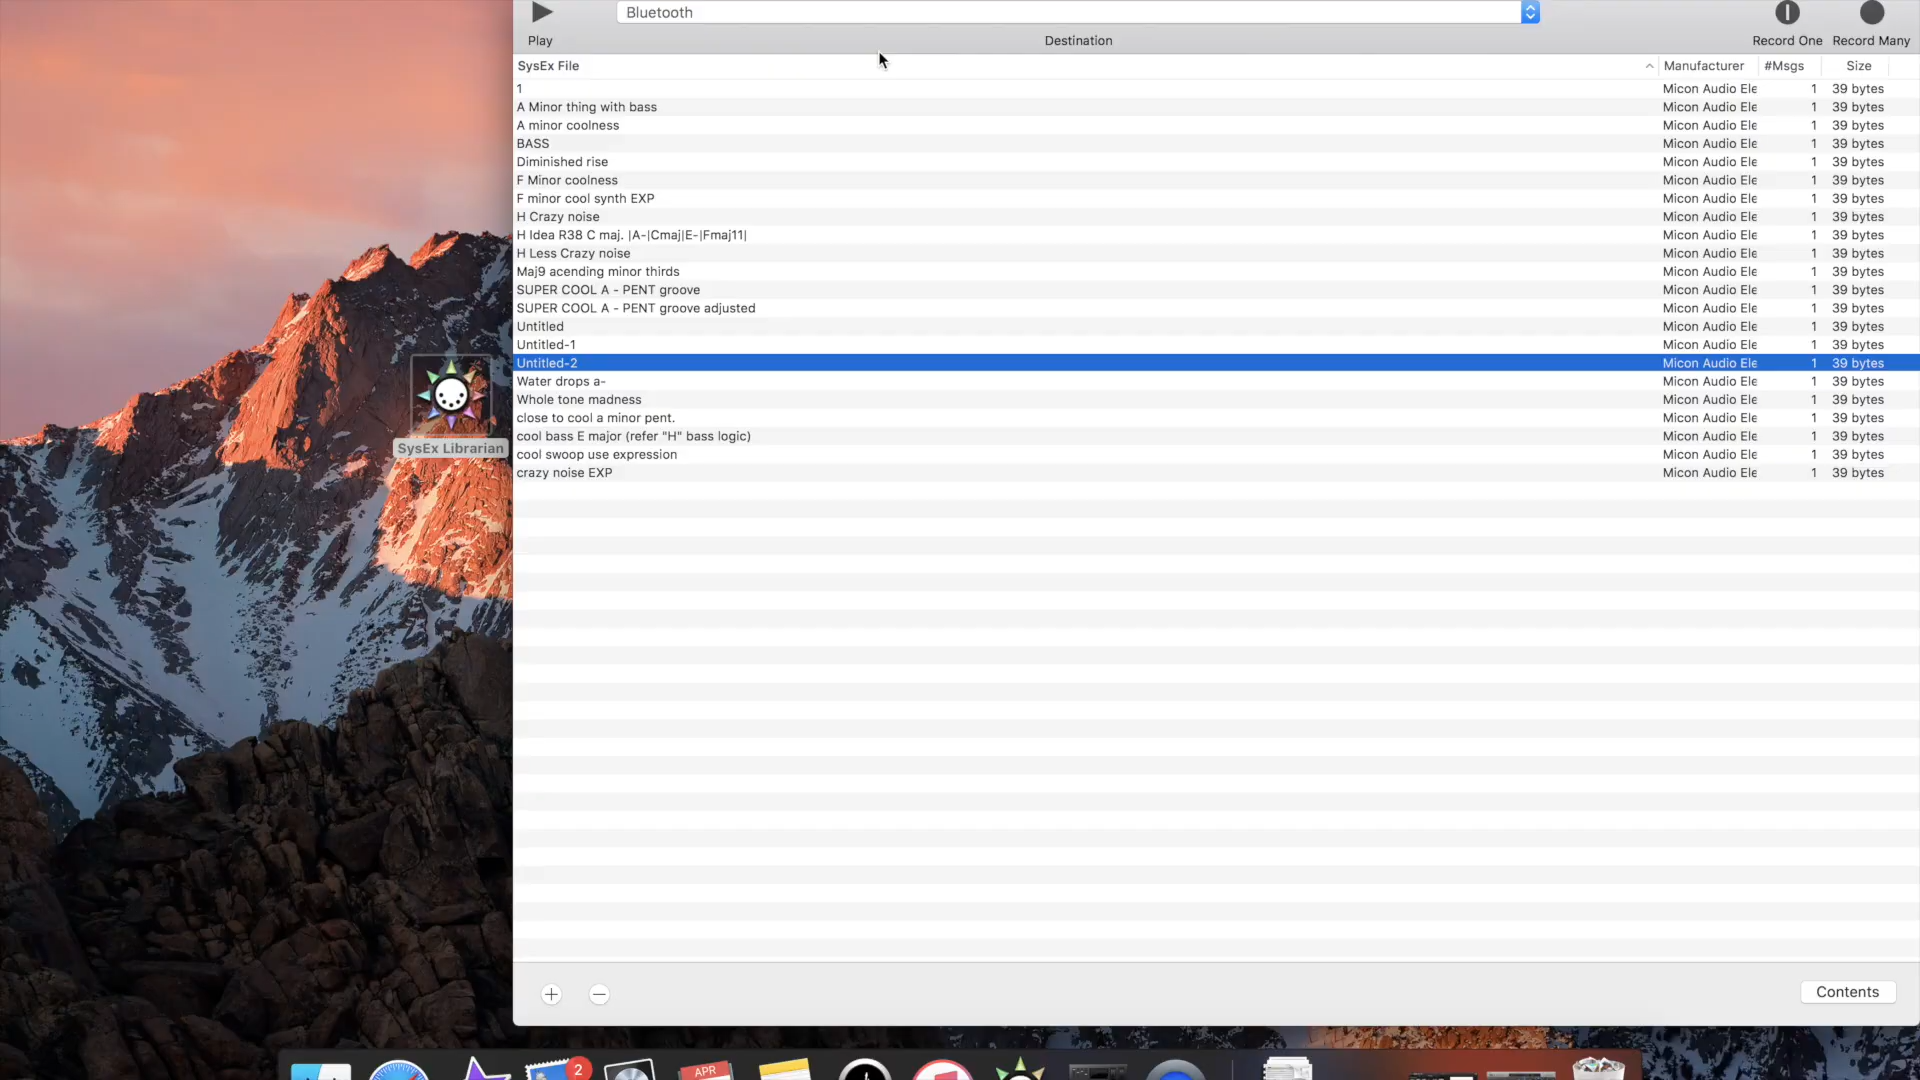 Bluetooth
Play Destination Record One Record Many
SysEx File Manufacturer #Msgs Size
1 Micon Audio Ele 1 39 bytes
A Minor thing with bass Micon Audio Ele 1 39 bytes
A minor coolness Micon Audio Ele 1 39 bytes
BASS Micon Audio Ele 1 39 bytes
Diminished rise Micon Audio Ele 1 39 bytes
F Minor coolness Micon Audio Ele 1 39 bytes
F minor cool synth EXP Micon Audio Ele 1 39 bytes
H Crazy noise Micon Audio Ele 1 39 bytes
H Idea R38 C maj. |A-|Cmaj|E-|Fmaj11| Micon Audio Ele 1 39 bytes
H Less Crazy noise Micon Audio Ele 1 39 bytes
Maj9 acending minor thirds Micon Audio Ele 1 39 bytes
SUPER COOL A - PENT groove Micon Audio Ele 1 39 bytes
SUPER COOL A - PENT groove adjusted Micon Audio Ele 1 39 bytes
Untitled Micon Audio Ele 1 39 bytes
Untitled-1 Micon Audio Ele 1 39 bytes
Untitled-2 Micon Audio Ele 1 39 bytes
Water drops a- Micon Audio Ele 1 39 bytes
Whole tone madness Micon Audio Ele 1 39 bytes
close to cool a minor pent. Micon Audio Ele 1 39 bytes
cool bass E major (refer "H" bass logic) Micon Audio Ele 1 39 bytes
cool swoop use expression Micon Audio Ele 1 39 bytes
crazy noise EXP Micon Audio Ele 1 39 bytes
SysEx Librarian
Contents
2
APR